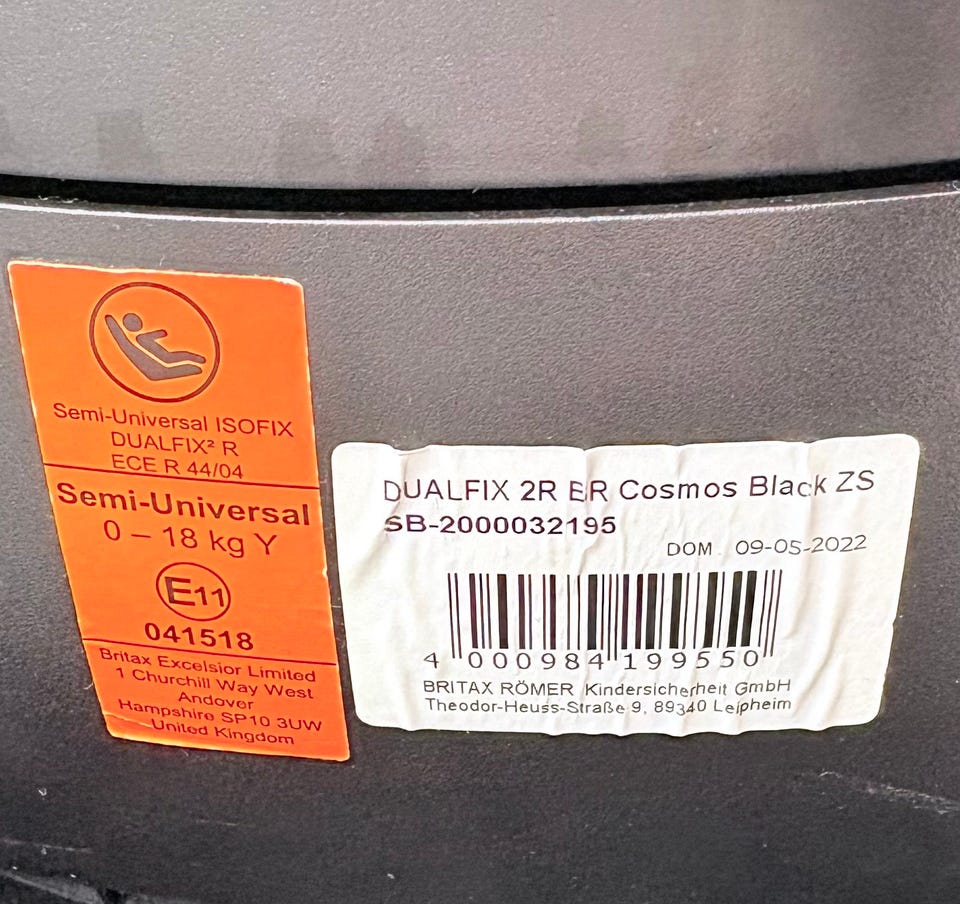 Semi-Universal ISOFIX
DUALFIX² R
ECE R 44/04
Semi-Universal
0 – 18 kg Y
E11
041518
Britax Excelsior Limited
1 Churchill Way West
Andover
Hampshire SP10 3UW
United Kingdom
DUALFIX 2R BR Cosmos Black ZS
SB-2000032195
DOM 09-05-2022
4 000984 199550
BRITAX RÖMER Kindersicherheit GmbH
Theodor-Heuss-Straße 9, 89340 Leipheim